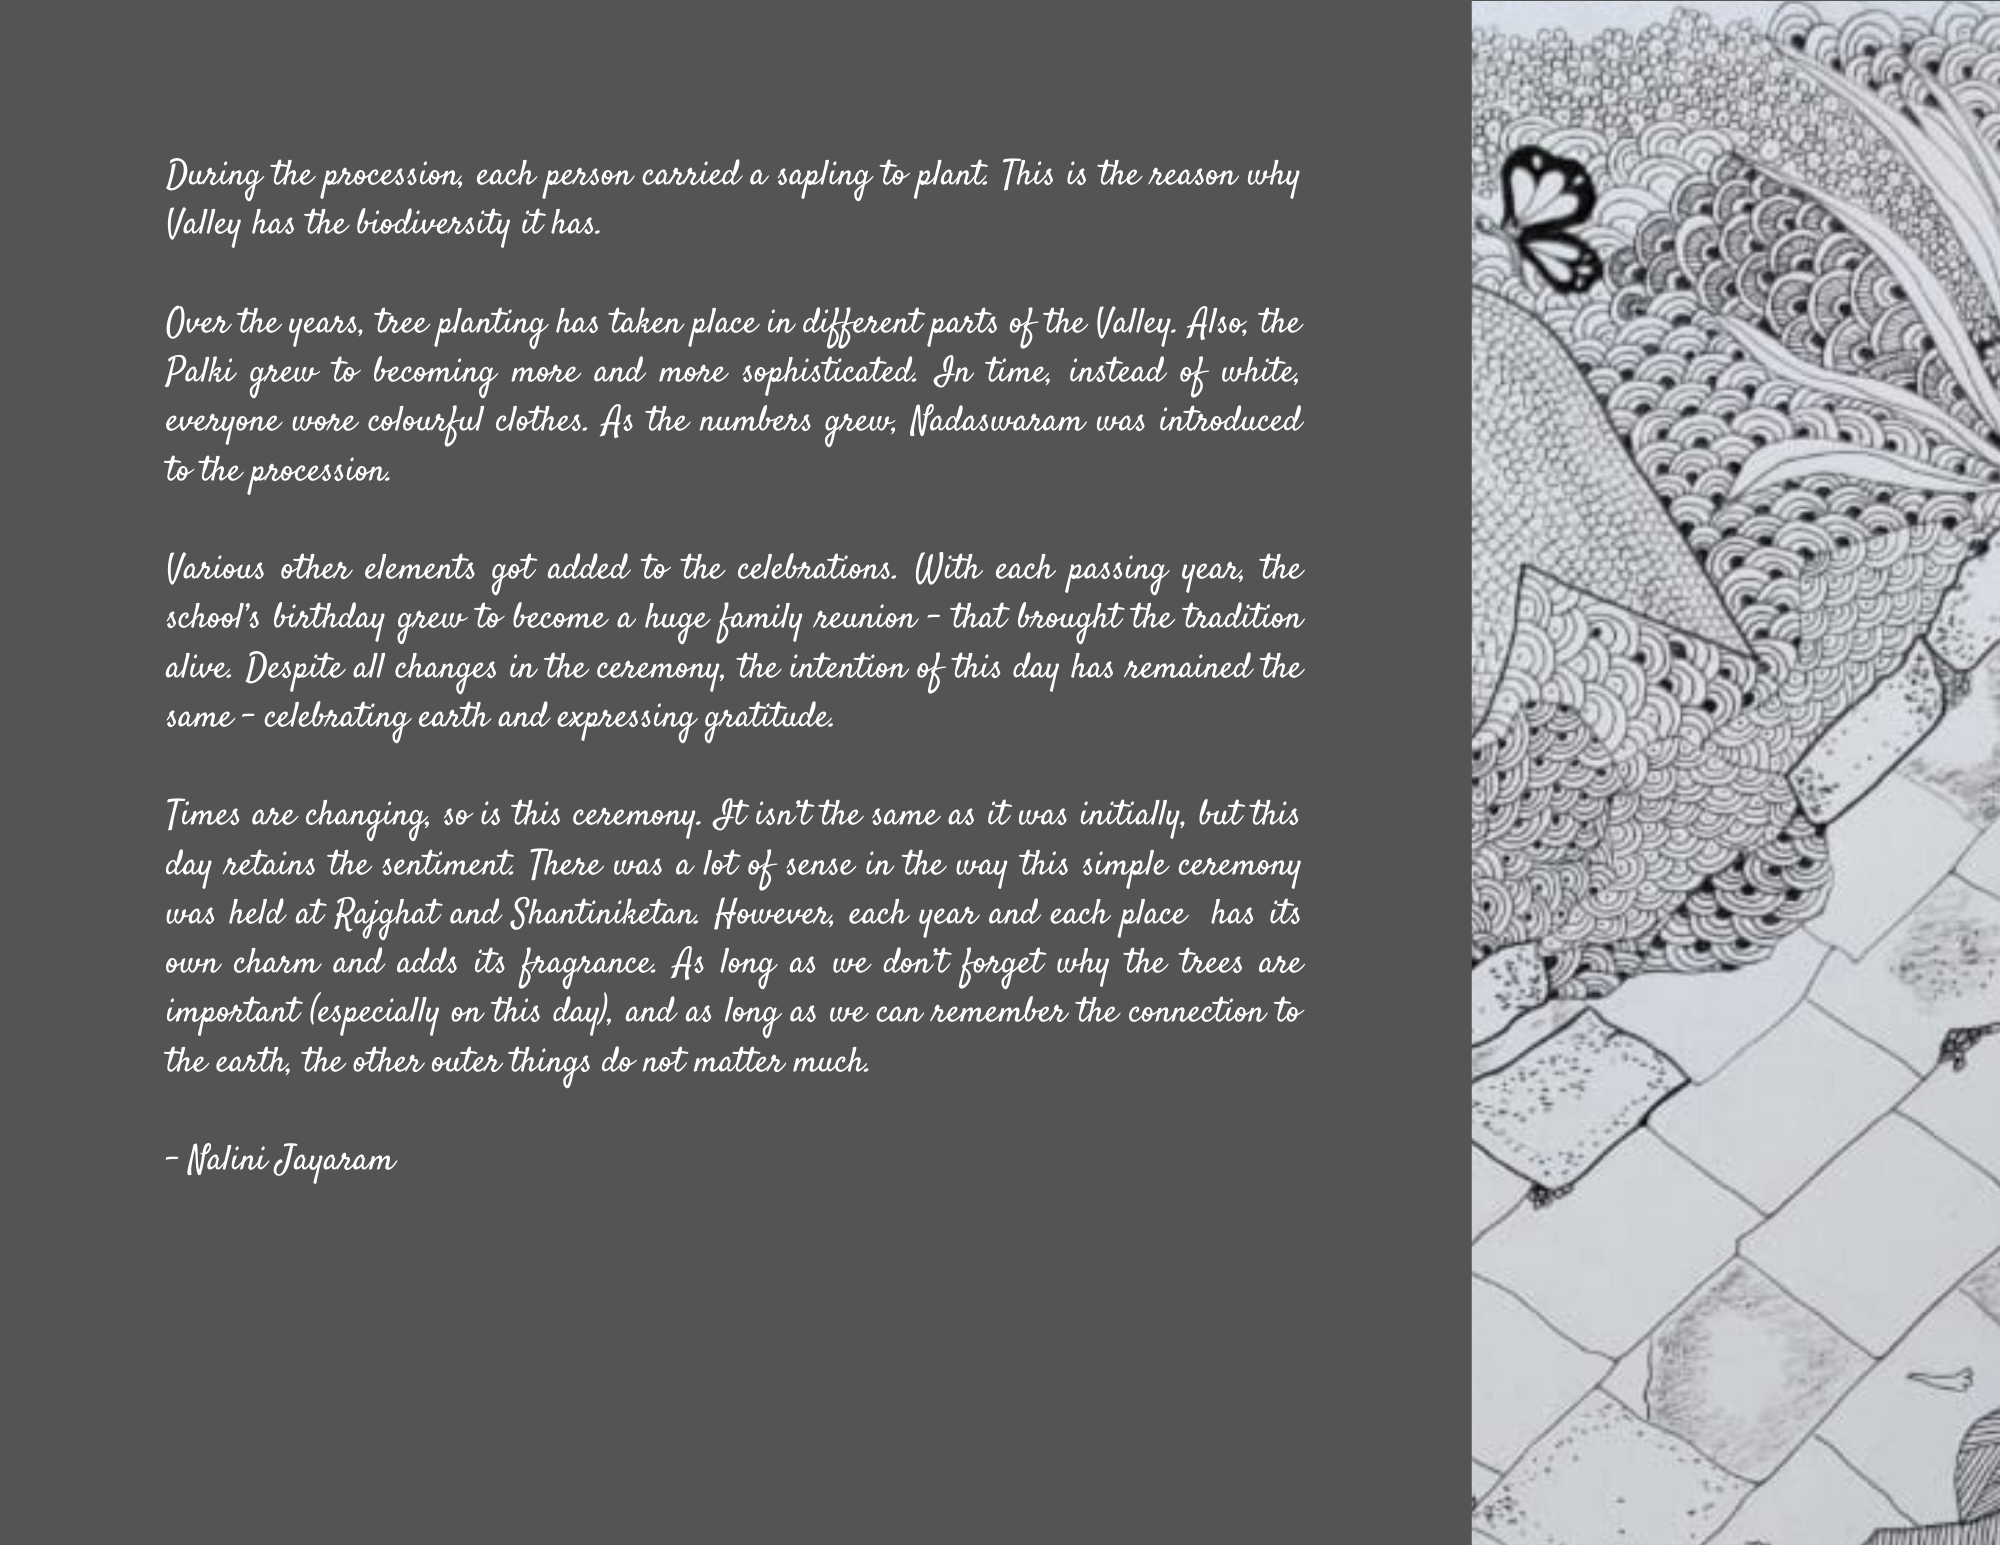 During the procession, each person carried a sapling to plant. This is the reason why
Valley has the biodiversity it has.
Over the years, tree planting has taken place in different parts of the Valley. Also, the
Palki grew to becoming more and more sophisticated. In time, instead of white,
everyone wore colourful clothes. As the numbers grew, Nadaswaram was introduced
to the procession.
Various other elements got added to the celebrations. With each passing year, the
school's birthday grew to become a huge family reunion - that brought the tradition
alive. Despite all changes in the ceremony, the intention of this day has remained the
same - celebrating earth and expressing gratitude.
Times are changing, so is this ceremony. It isn't the same as it was initially, but this
day retains the sentiment. There was a lot of sense in the way this simple ceremony
was held at Rajghat and Shantiniketan. However, each year and each place has its
own charm and adds its fragrance. As long as we don't forget why the trees are
important (especially on this day), and as long as we can remember the connection to
the earth, the other outer things do not matter much.
- Nalini Jayaram